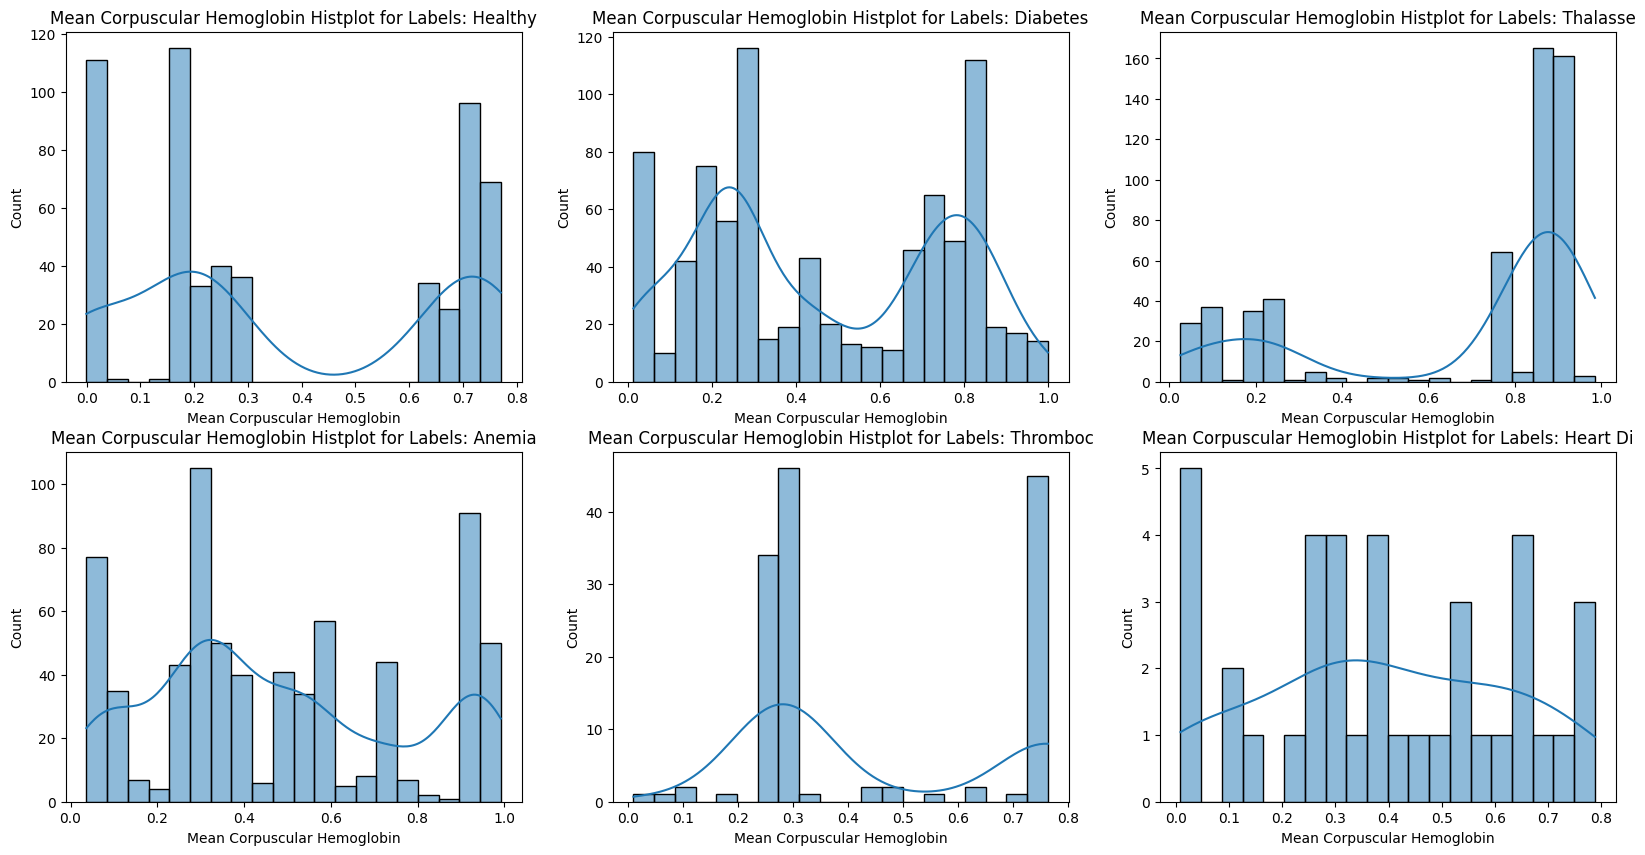 Mean Corpuscular Hemoglobin Histplot for Labels: Healthy
120
100
80
60
40
20
0
Count
0.0 0.1 0.2 0.3 0.4 0.5 0.6 0.7 0.8
Mean Corpuscular Hemoglobin
Mean Corpuscular Hemoglobin Histplot for Labels: Diabetes
120
100
80
60
40
20
0
Count
0.0 0.2 0.4 0.6 0.8 1.0
Mean Corpuscular Hemoglobin
Mean Corpuscular Hemoglobin Histplot for Labels: Thalasse
160
140
120
100
80
60
40
20
0
Count
0.0 0.2 0.4 0.6 0.8 1.0
Mean Corpuscular Hemoglobin
Mean Corpuscular Hemoglobin Histplot for Labels: Anemia
100
80
60
40
20
0
Count
0.0 0.2 0.4 0.6 0.8 1.0
Mean Corpuscular Hemoglobin
Mean Corpuscular Hemoglobin Histplot for Labels: Thromboc
40
30
20
10
0
Count
0.0 0.1 0.2 0.3 0.4 0.5 0.6 0.7 0.8
Mean Corpuscular Hemoglobin
Mean Corpuscular Hemoglobin Histplot for Labels: Heart Di
5
4
3
2
1
0
Count
0.0 0.1 0.2 0.3 0.4 0.5 0.6 0.7 0.8
Mean Corpuscular Hemoglobin